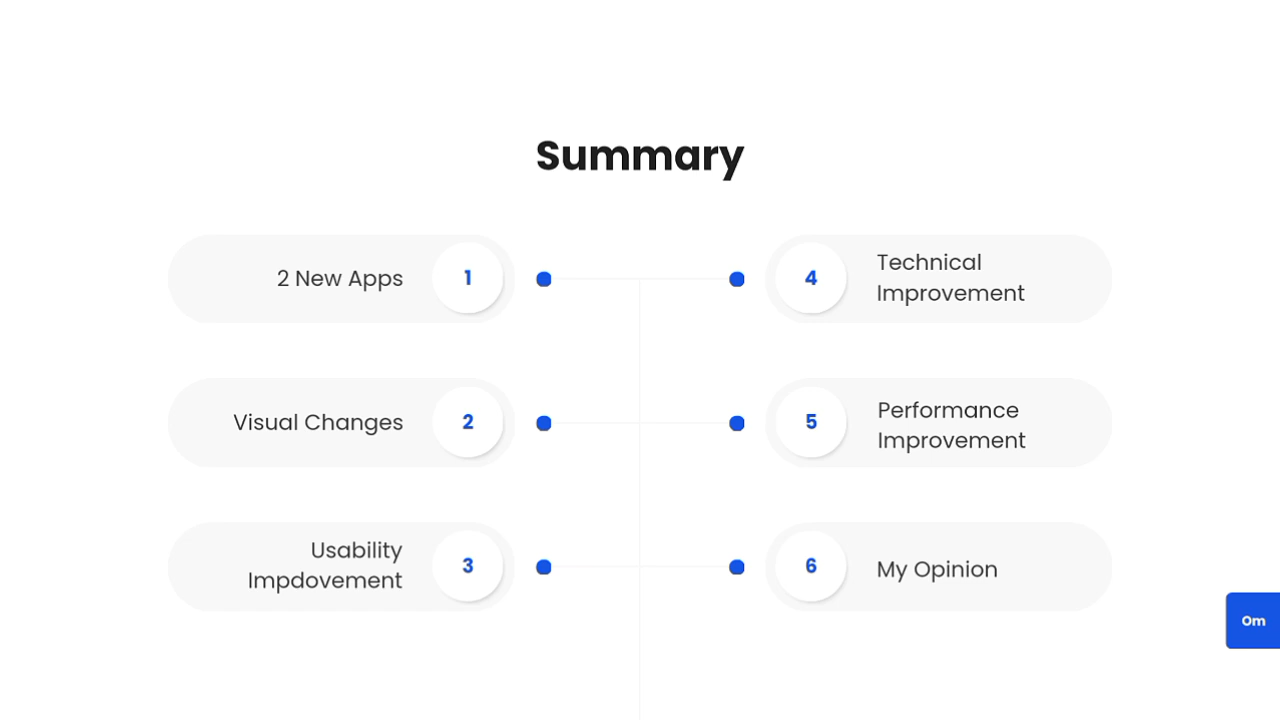 Summary
2 New Apps
1
Visual Changes
2
Usability
Impdovement
3
4
Technical
Improvement
5
Performance
Improvement
6
My Opinion
Om